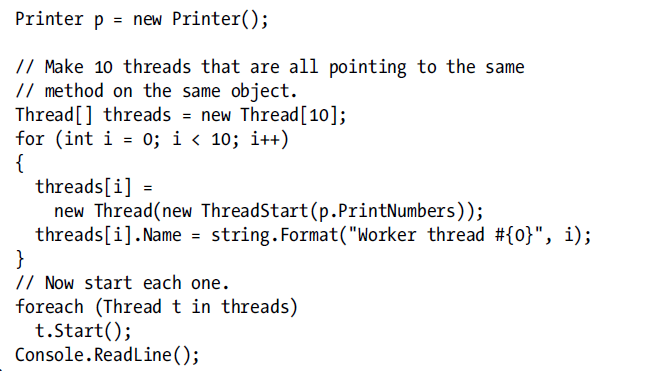 Printer p = new Printer();
// Make 10 threads that are all pointing to the same
// method on the same object.
Thread[] threads = new Thread[10];
for (int i = 0; i < 10; i++)
{
threads[i] =
new Thread(new ThreadStart(p.PrintNumbers));
threads[i].Name = string.Format("Worker thread #{0}", i);
}
// Now start each one.
foreach (Thread t in threads)
t.Start();
Console.ReadLine();